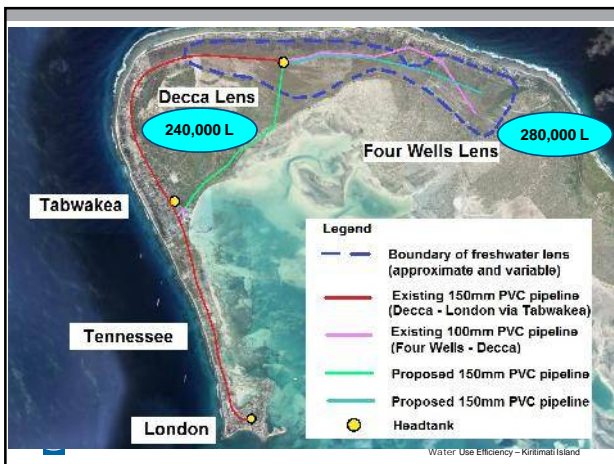 Decca Lens
240,000 L
Four Wells Lens
280,000 L
Tabwakea
Tennessee
London
Legend
Boundary of freshwater lens
(approximate and variable)
Existing 150mm PVC pipeline
(Decca - London via Tabwakea)
Existing 100mm PVC pipeline
(Four Wells - Decca)
Proposed 150mm PVC pipeline
Proposed 150mm PVC pipeline
Headtank
Water Use Efficiency – Kiritimati Island